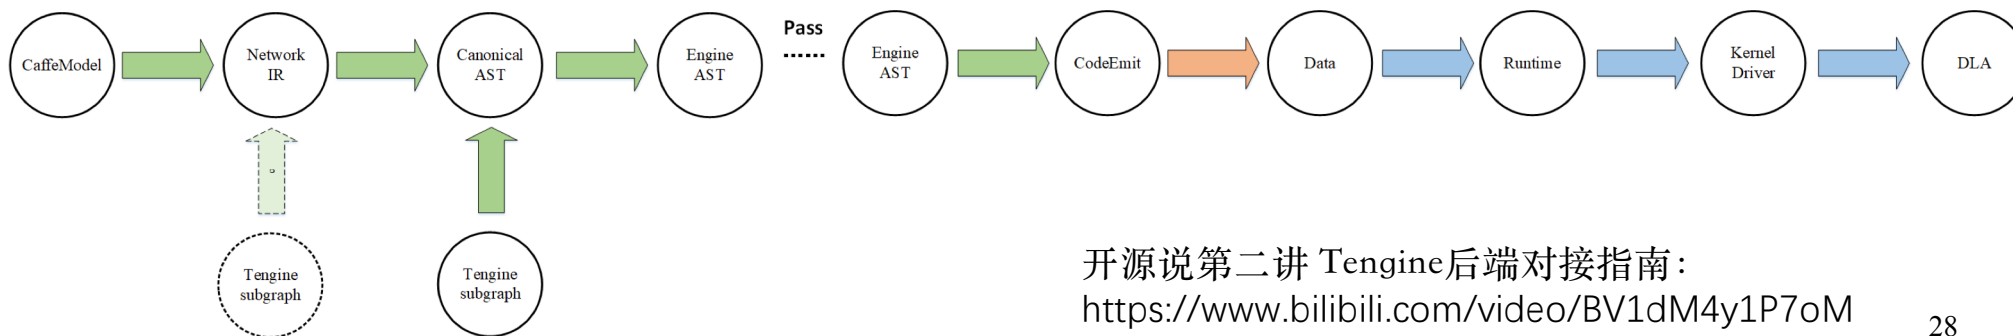 CaffeModel
Network
IR
Canonical
AST
Engine
AST
Pass
......
Engine
AST
CodeEmit
Data
Runtime
Kernel
Driver
DLA
Tengine
subgraph
Tengine
subgraph
开源说第二讲 Tengine后端对接指南：
https://www.bilibili.com/video/BV1dM4y1P7oM
28